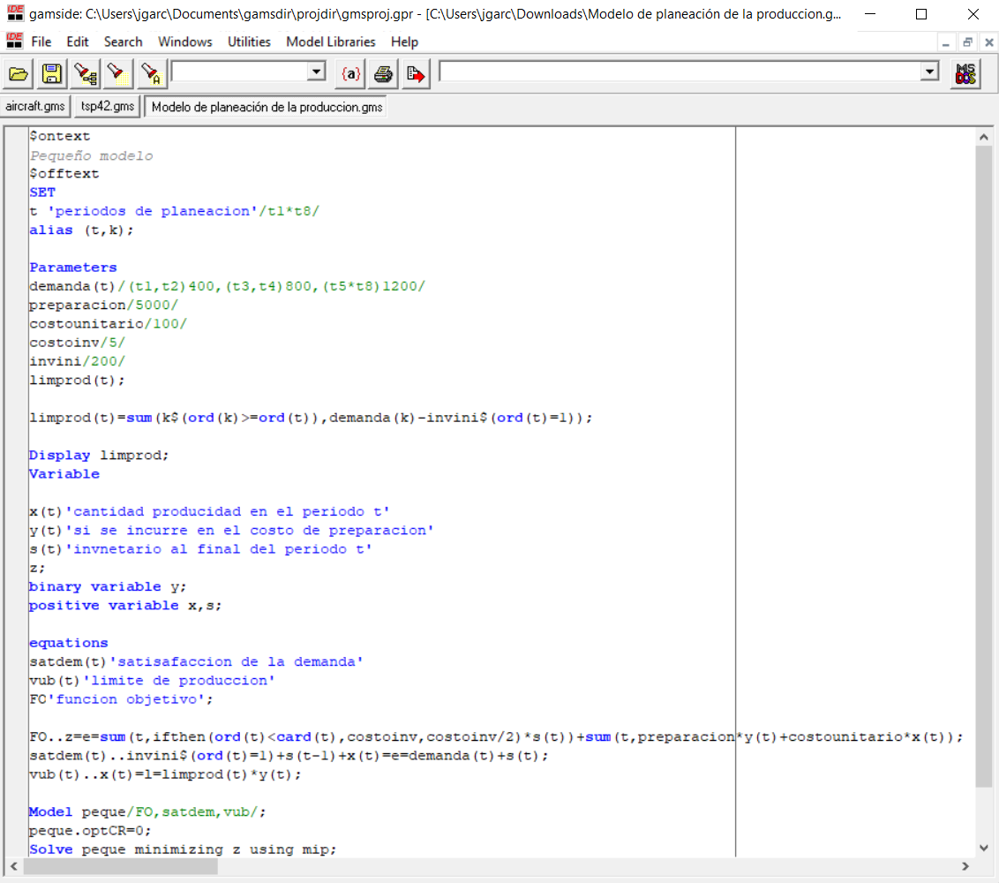 gamside: C:\Users\jgarc\Documents\gamsdir\projdir\gmsproj.gpr - [C:\Users\jgarc\Downloads\Modelo de planeación de la produccion.g...
IDE File Edit Search Windows Utilities Model Libraries Help
{a} MS DOS
aircraft.gms tsp42.gms Modelo de planeación de la produccion.gms
$ontext
Pequeño modelo
$offtext
SET
t 'periodos de planeacion'/t1*t8/
alias (t,k);
Parameters
demanda(t)/(t1,t2)400,(t3,t4)800,(t5*t8)1200/
preparacion/5000/
costounitario/100/
costoinv/5/
invini/200/
limprod(t);
limprod(t)=sum(k$(ord(k)>=ord(t)),demanda(k)-invini$(ord(t)=1));
Display limprod;
Variable
x(t)'cantidad producidad en el periodo t'
y(t)'si se incurre en el costo de preparacion'
s(t)'invnetario al final del periodo t'
z;
binary variable y;
positive variable x,s;
equations
satdem(t)'satisafaccion de la demanda'
vub(t)'limite de produccion'
FO'funcion objetivo';
FO..z=e=sum(t,ifthen(ord(t)<card(t),costoinv,costoinv/2)*s(t))+sum(t,preparacion*y(t)+costounitario*x(t));
satdem(t)..invini$(ord(t)=1)+s(t-1)+x(t)=e=demanda(t)+s(t);
vub(t)..x(t)=l=limprod(t)*y(t);
Model peque/FO,satdem,vub/;
peque.optCR=0;
Solve peque minimizing z using mip;